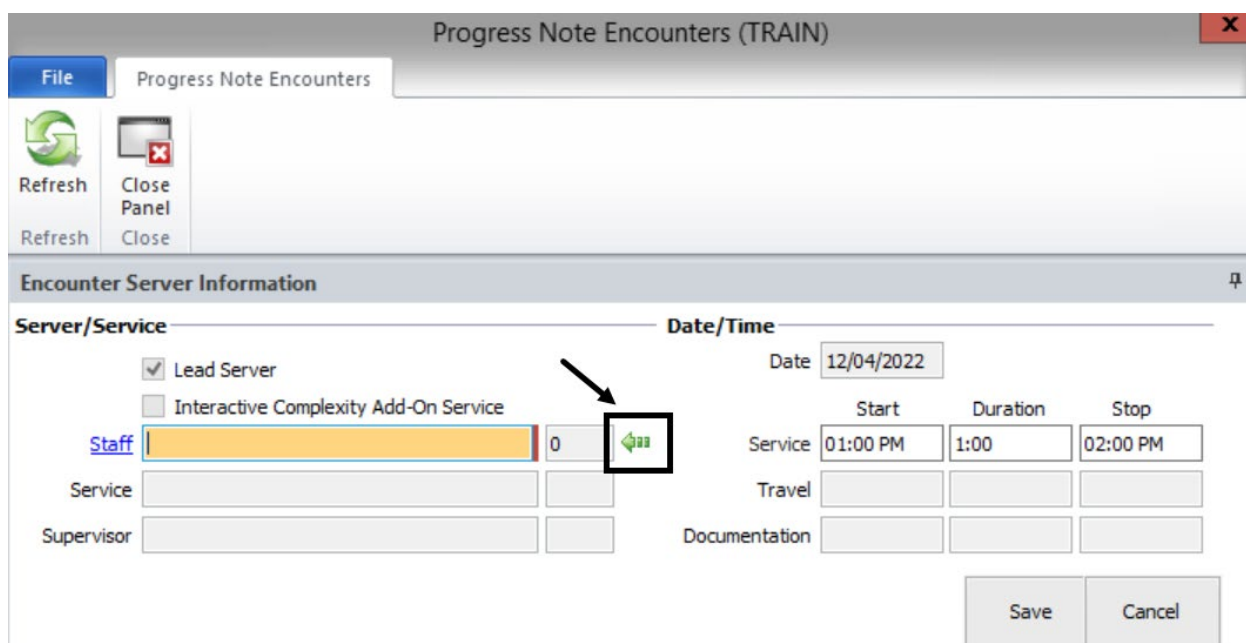 Progress Note Encounters (TRAIN)
X
File
Progress Note Encounters
Refresh
Close
Panel
Refresh
Close
Encounter Server Information
Server/Service
Lead Server
Interactive Complexity Add-On Service
Staff 0
Service
Supervisor
Date/Time
Date 12/04/2022
Start Duration Stop
Service 01:00 PM 1:00 02:00 PM
Travel
Documentation
Save Cancel